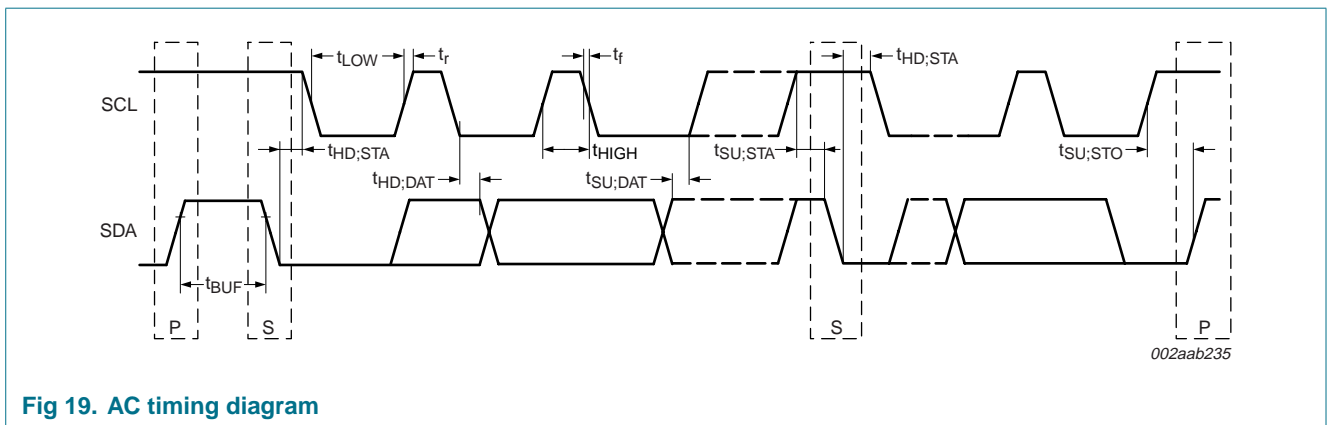 tLOW
tr
tf
tHD;STA
SCL
tHD;STA
tHIGH
tSU;STA
tSU;STO
tHD;DAT
tSU;DAT
SDA
tBUF
P
S
S
P
002aab235
Fig 19. AC timing diagram